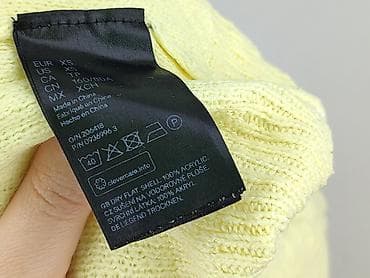 EUR XS
US XS
CA TP
CN 160/80A
MX XCH
Made in China
Fabriqué en Chine
Hecho en China
O/N 206418
P/N 0936996 3
40
clevercare.info
GB DRY FLAT. SHELL: 100% ACRYLIC.
CZ SUŠENÍ NA VODOROVNÉ PLOŠE.
SVRCHNÍ LÁTKA: 100% AKRYL
DE LIEGEND TROCKNEN.